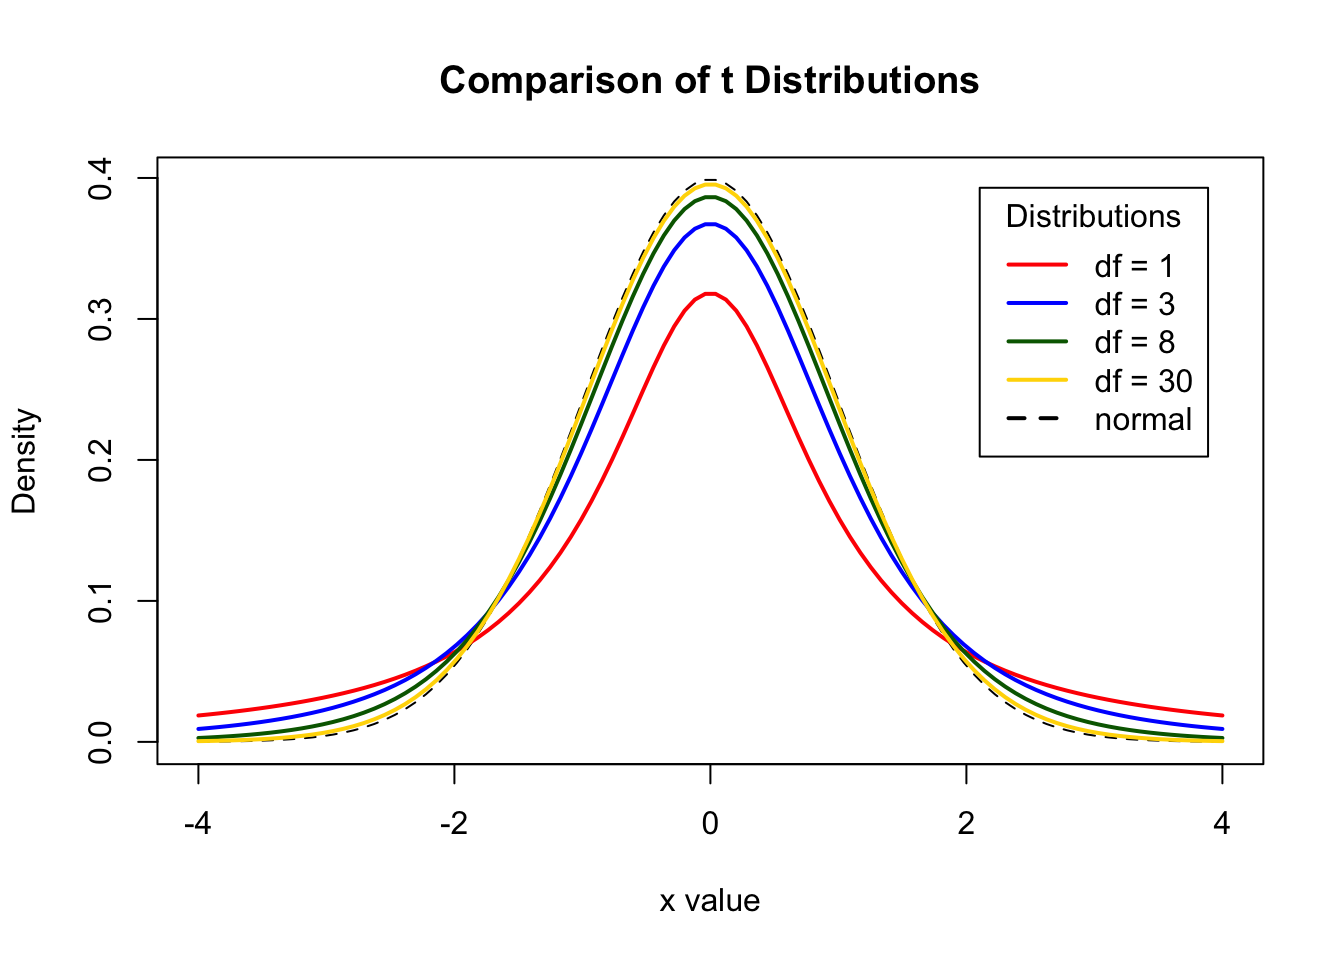 Comparison of t Distributions
Density
0.4
0.3
0.2
0.1
0.0
Distributions
df = 1
df = 3
df = 8
df = 30
normal
-4 -2 0 2 4
x value